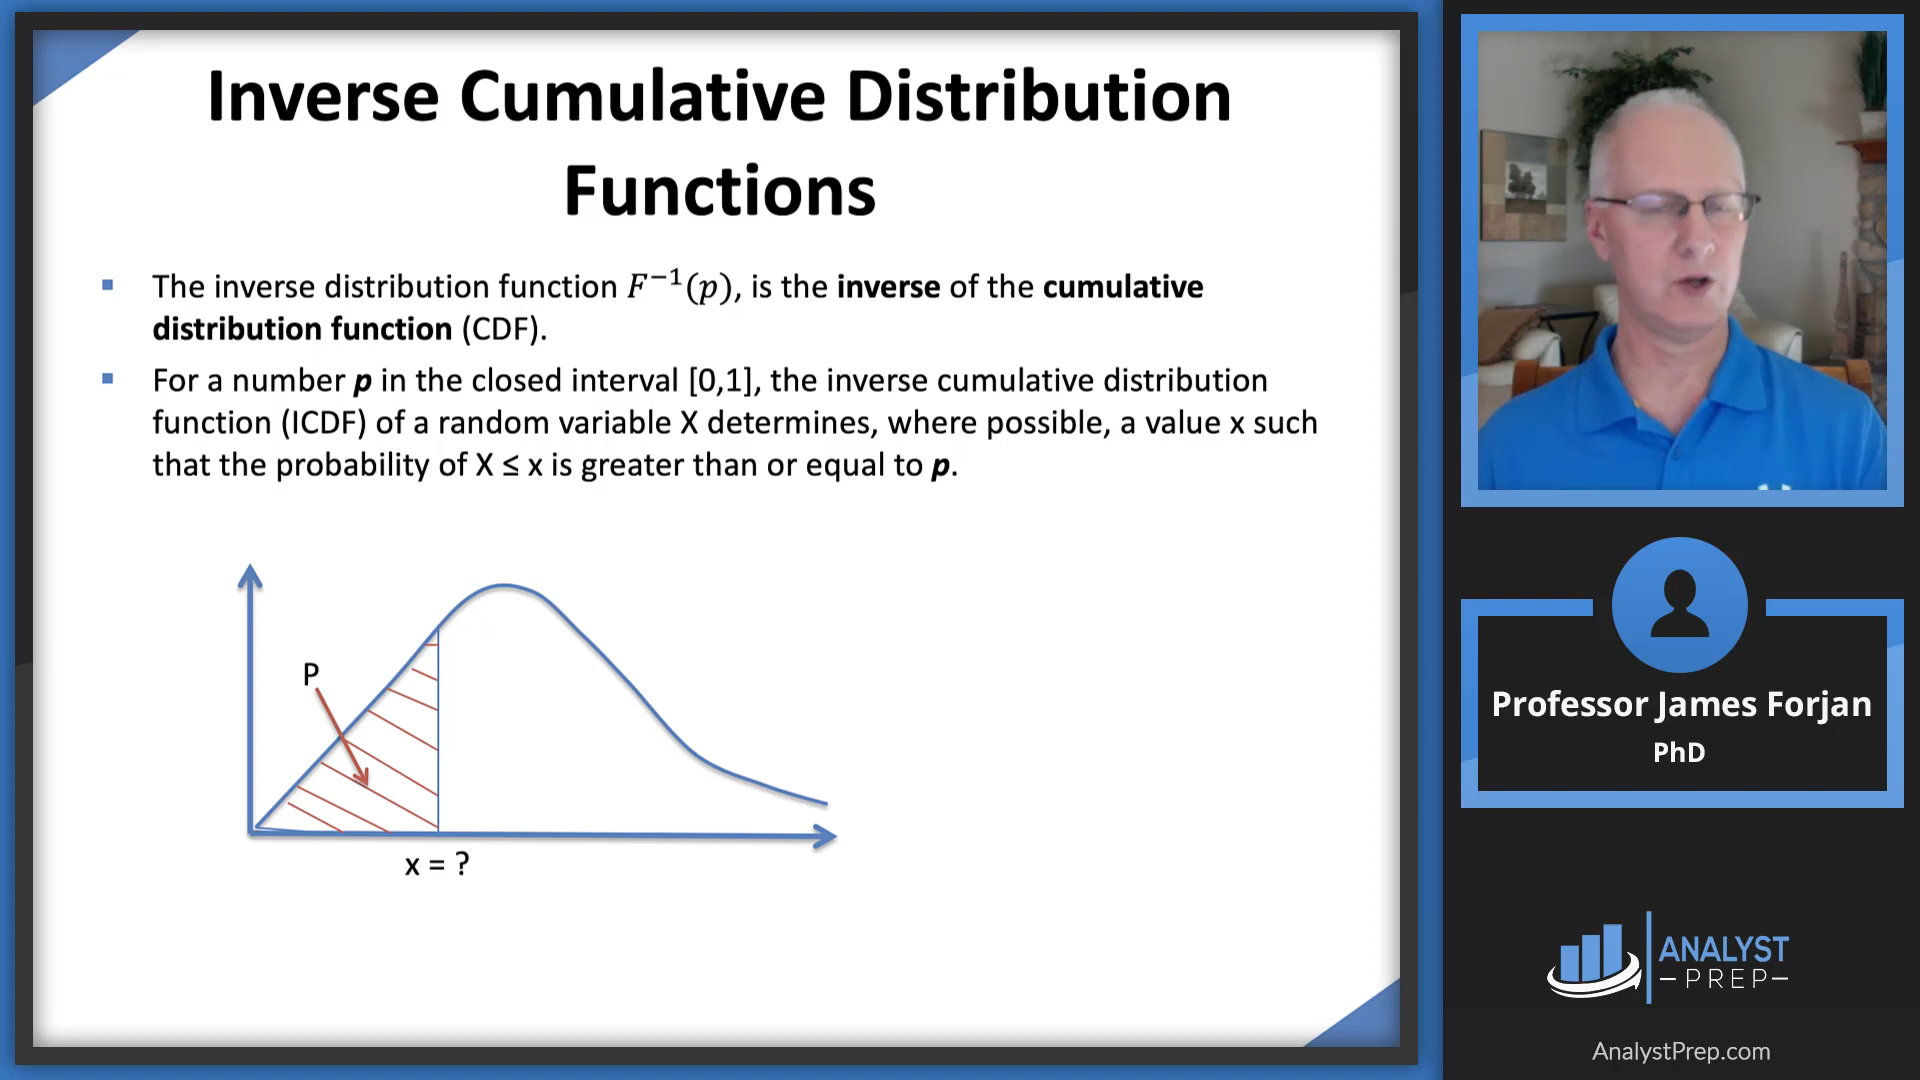 Inverse Cumulative Distribution
Functions
▪ The inverse distribution function F⁻¹(p), is the inverse of the cumulative
distribution function (CDF).
▪ For a number p in the closed interval [0,1], the inverse cumulative distribution
function (ICDF) of a random variable X determines, where possible, a value x such
that the probability of X ≤ x is greater than or equal to p.
P
x = ?
Professor James Forjan
PhD
ANALYST
PREP
AnalystPrep.com